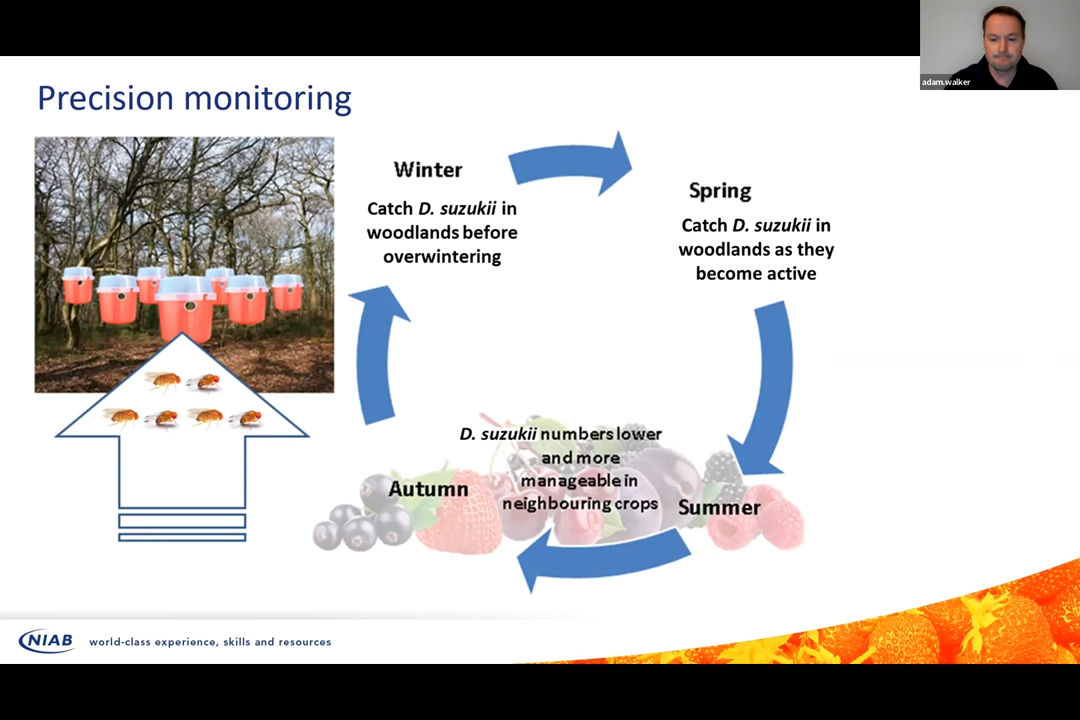 adam.walker
Precision monitoring
Winter
Catch D. suzukii in
woodlands before
overwintering
Spring
Catch D. suzukii in
woodlands as they
become active
D. suzukii numbers lower
and more
manageable in
neighbouring crops
Autumn
Summer
NIAB
world-class experience, skills and resources